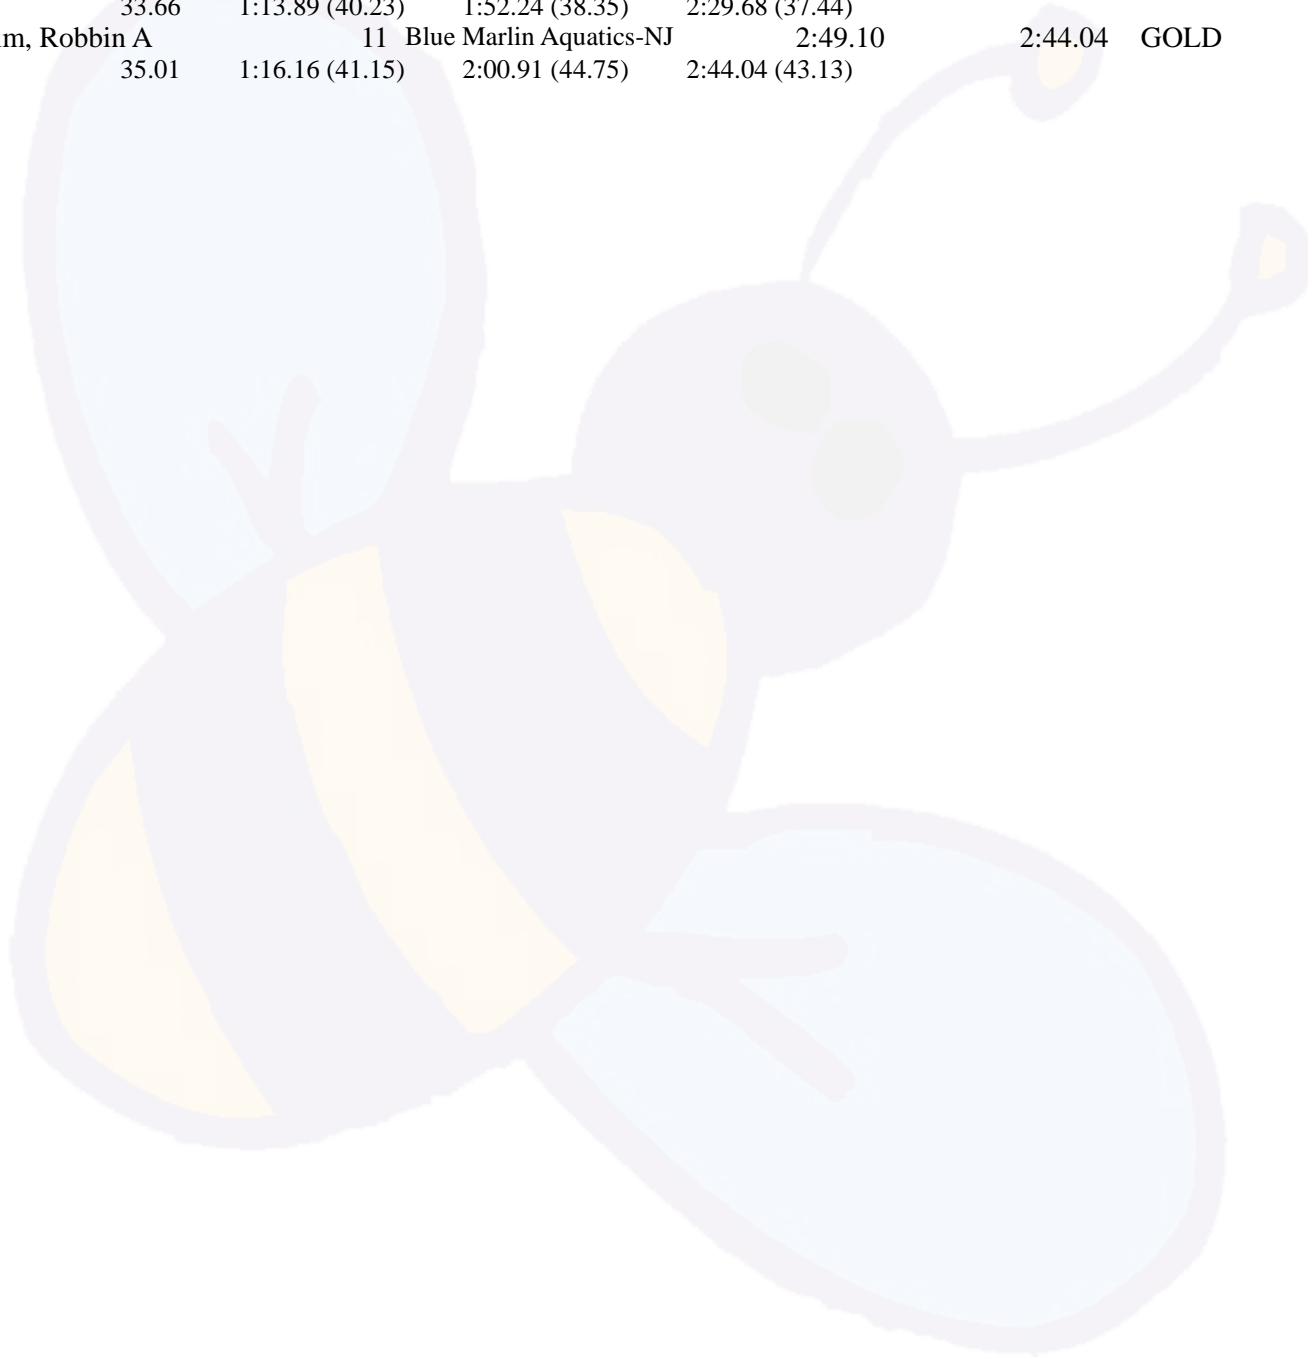 33.66 1:13.89 (40.23) 1:52.24 (38.35) 2:29.68 (37.44)
m, Robbin A 11 Blue Marlin Aquatics-NJ 2:49.10 2:44.04 GOLD
35.01 1:16.16 (41.15) 2:00.91 (44.75) 2:44.04 (43.13)